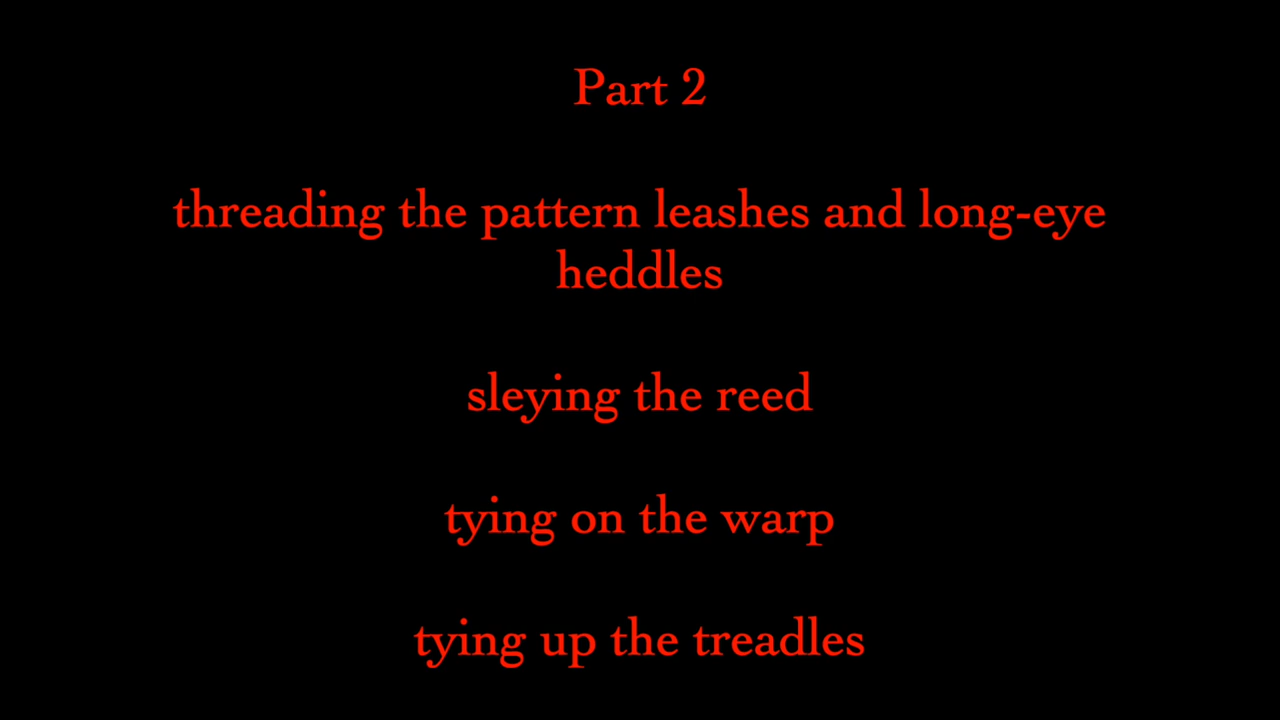 Part 2
threading the pattern leashes and long-eye
heddles
sleying the reed
tying on the warp
tying up the treadles